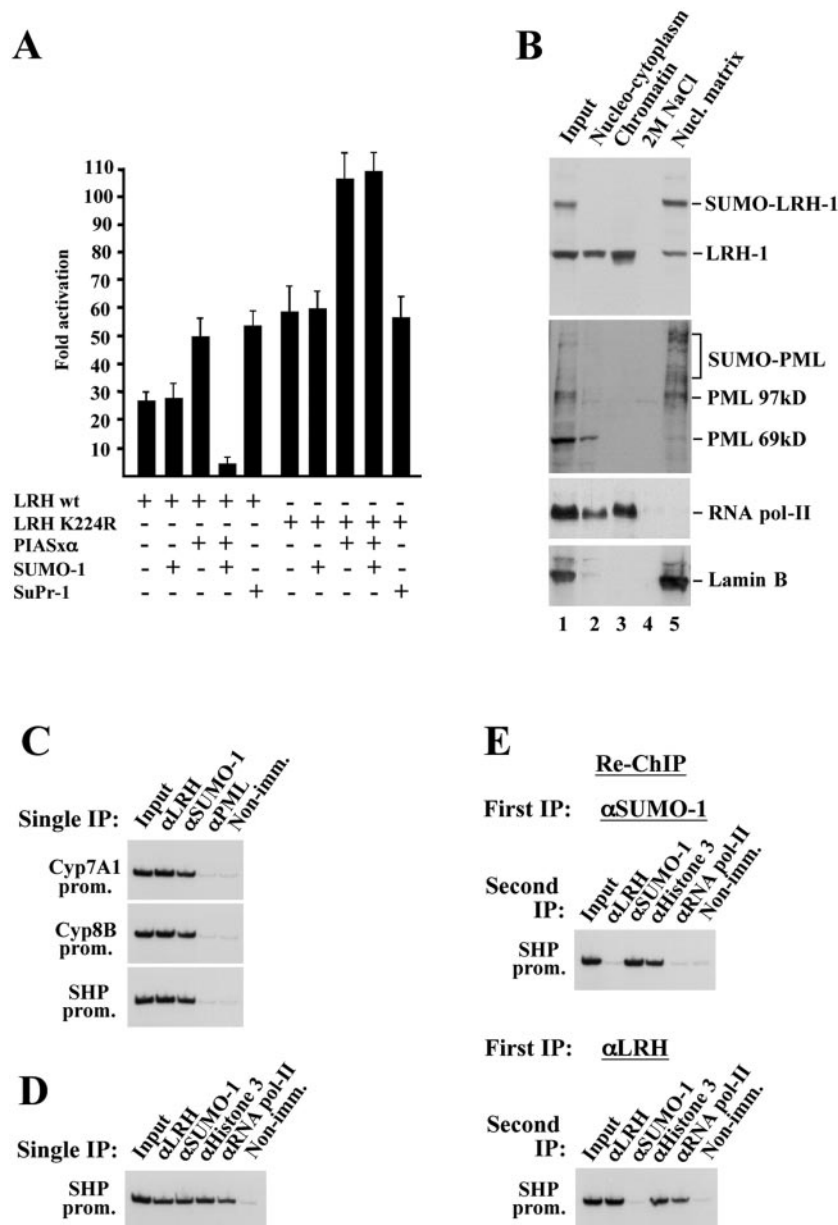 A
110
100
90
80
70
60
50
40
30
20
10
Fold activation
LRH wt + + + + + - - - - -
LRH K224R - - - - - + + + + +
PIASxα - - + + - - - + + -
SUMO-1 - + - + - - + - + -
SuPr-1 - - - - + - - - - +
B
Input
Nucleo-cytoplasm
Chromatin
2M NaCl
Nucl. matrix
SUMO-LRH-1
LRH-1
SUMO-PML
PML 97kD
PML 69kD
RNA pol-II
Lamin B
1 2 3 4 5
C
Single IP:
Input
αLRH
αSUMO-1
αPML
Non-imm.
Cyp7A1
prom.
Cyp8B
prom.
SHP
prom.
D
Single IP:
Input
αLRH
αSUMO-1
αHistone 3
αRNA pol-II
Non-imm.
SHP
prom.
E
Re-ChIP
First IP: αSUMO-1
Second
IP:
Input
αLRH
αSUMO-1
αHistone 3
αRNA pol-II
Non-imm.
SHP
prom.
First IP: αLRH
Second
IP:
Input
αLRH
αSUMO-1
αHistone 3
αRNA pol-II
Non-imm.
SHP
prom.